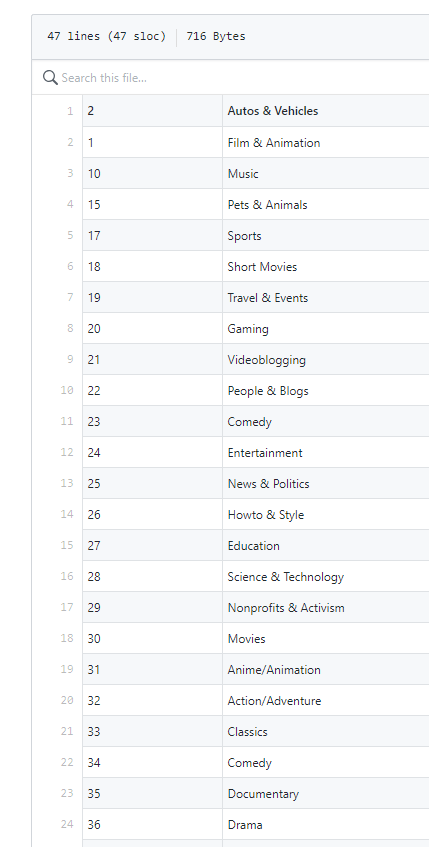 47 lines (47 sloc) 716 Bytes
Search this file...
1 2 Autos & Vehicles
2 1 Film & Animation
3 10 Music
4 15 Pets & Animals
5 17 Sports
6 18 Short Movies
7 19 Travel & Events
8 20 Gaming
9 21 Videoblogging
10 22 People & Blogs
11 23 Comedy
12 24 Entertainment
13 25 News & Politics
14 26 Howto & Style
15 27 Education
16 28 Science & Technology
17 29 Nonprofits & Activism
18 30 Movies
19 31 Anime/Animation
20 32 Action/Adventure
21 33 Classics
22 34 Comedy
23 35 Documentary
24 36 Drama